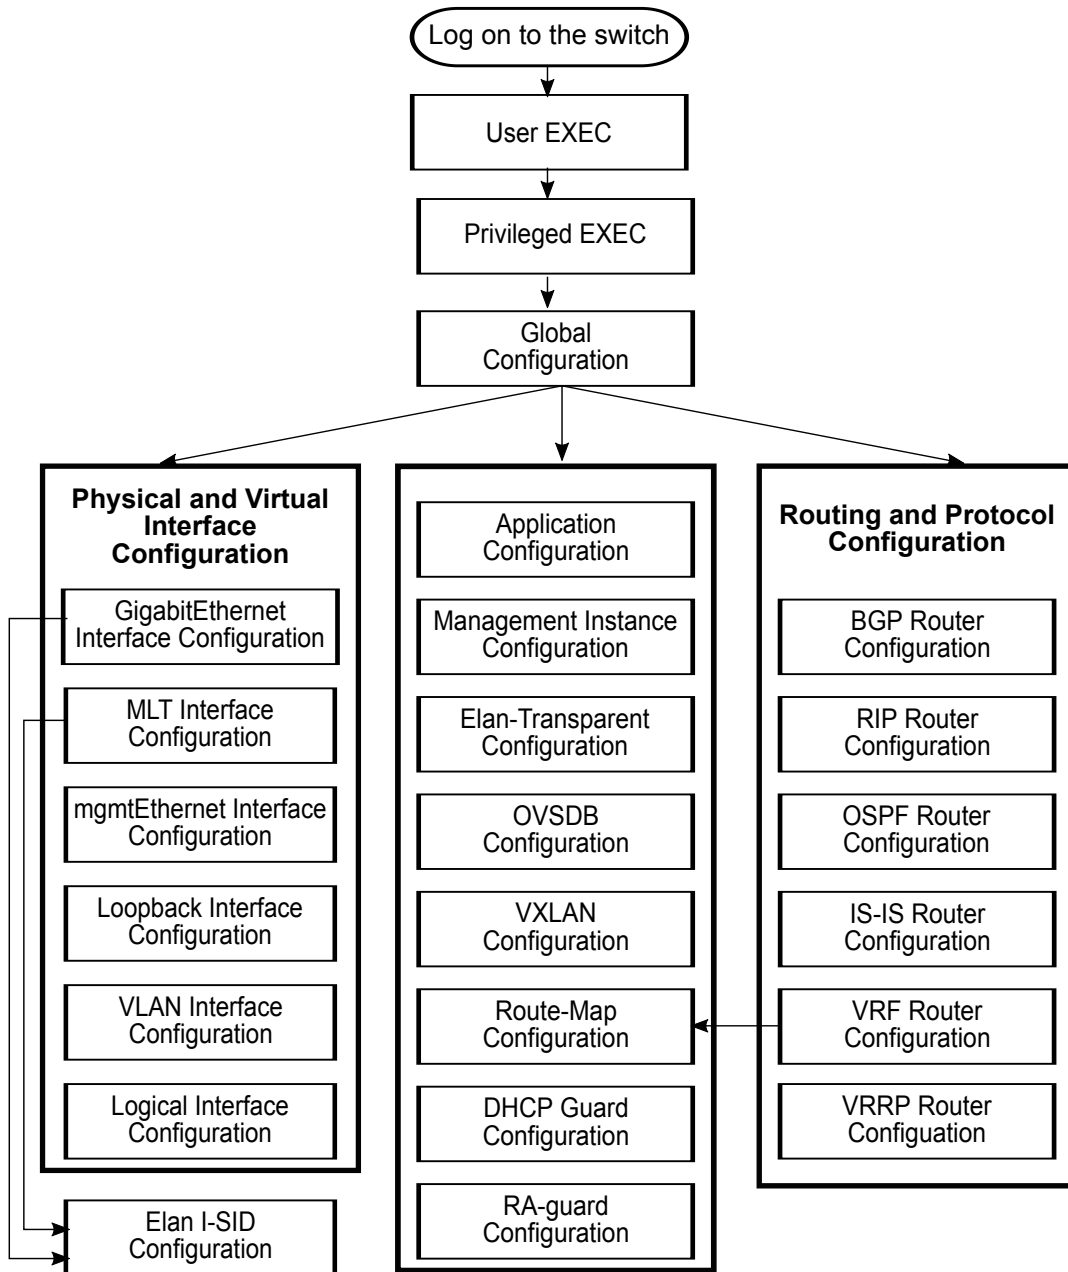 Log on to the switch
User EXEC
Privileged EXEC
Global
Configuration
Physical and Virtual
Interface
Configuration
GigabitEthernet
Interface Configuration
MLT Interface
Configuration
mgmtEthernet Interface
Configuration
Loopback Interface
Configuration
VLAN Interface
Configuration
Logical Interface
Configuration
Elan I-SID
Configuration
Application
Configuration
Management Instance
Configuration
Elan-Transparent
Configuration
OVSDB
Configuration
VXLAN
Configuration
Route-Map
Configuration
DHCP Guard
Configuration
RA-guard
Configuration
Routing and Protocol
Configuration
BGP Router
Configuration
RIP Router
Configuration
OSPF Router
Configuration
IS-IS Router
Configuration
VRF Router
Configuration
VRRP Router
Configuation